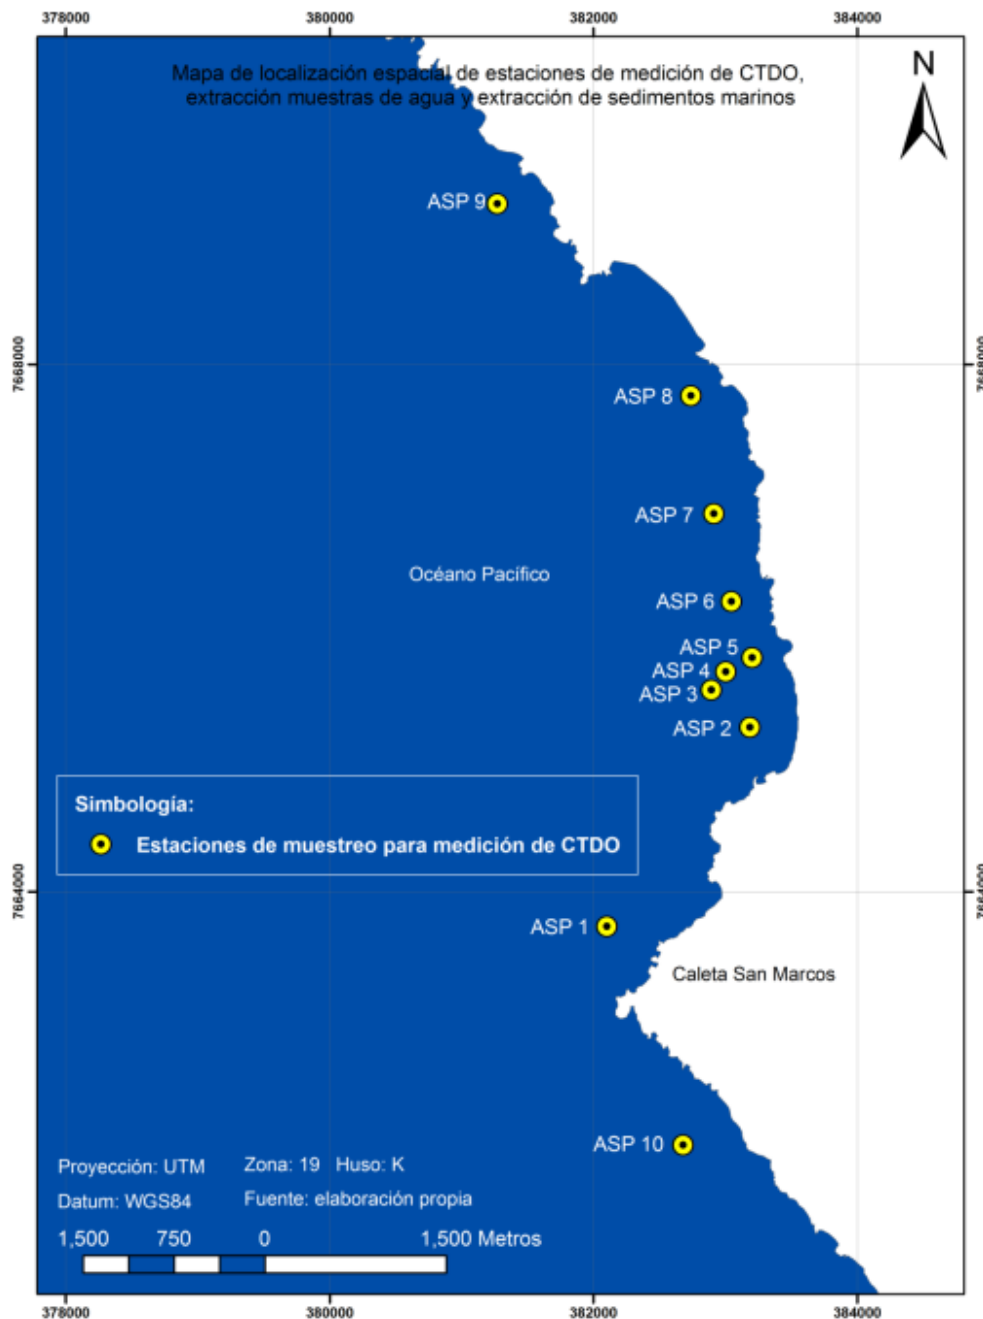 378000 380000 382000 384000
Mapa de localización espacial de estaciones de medición de CTDO,
extracción muestras de agua y extracción de sedimentos marinos
N
ASP 9
7668000 7668000
ASP 8
ASP 7
Océano Pacífico
ASP 6
ASP 5
ASP 4
ASP 3
ASP 2
Simbología:
Estaciones de muestreo para medición de CTDO
7664000 7664000
ASP 1
Caleta San Marcos
ASP 10
Proyección: UTM Zona: 19 Huso: K
Datum: WGS84 Fuente: elaboración propia
1,500 750 0 1,500 Metros
378000 380000 382000 384000